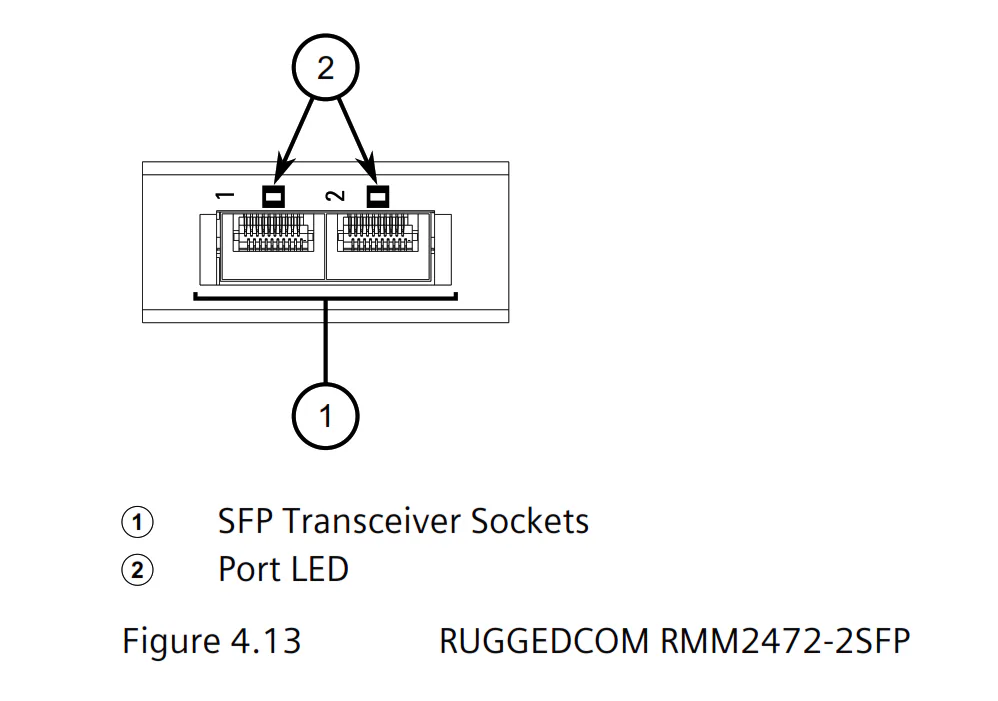 2
1 2
1
1 SFP Transceiver Sockets
2 Port LED
Figure 4.13 RUGGEDCOM RMM2472-2SFP